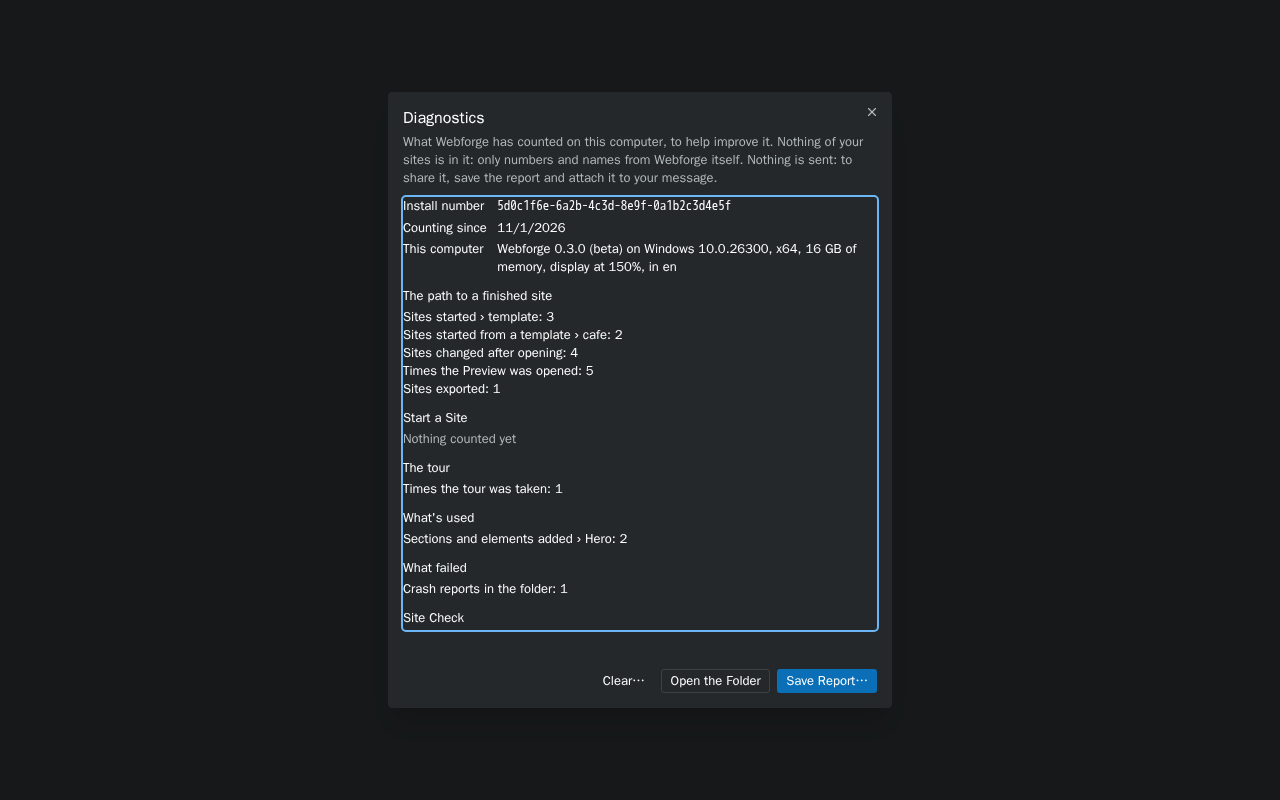 Diagnostics
×
What Webforge has counted on this computer, to help improve it. Nothing of your
sites is in it: only numbers and names from Webforge itself. Nothing is sent: to
share it, save the report and attach it to your message.
Install number 5d0c1f6e-6a2b-4c3d-8e9f-0a1b2c3d4e5f
Counting since 11/1/2026
This computer Webforge 0.3.0 (beta) on Windows 10.0.26300, x64, 16 GB of
memory, display at 150%, in en
The path to a finished site
Sites started › template: 3
Sites started from a template › cafe: 2
Sites changed after opening: 4
Times the Preview was opened: 5
Sites exported: 1
Start a Site
Nothing counted yet
The tour
Times the tour was taken: 1
What's used
Sections and elements added › Hero: 2
What failed
Crash reports in the folder: 1
Site Check
Clear… Open the Folder Save Report…